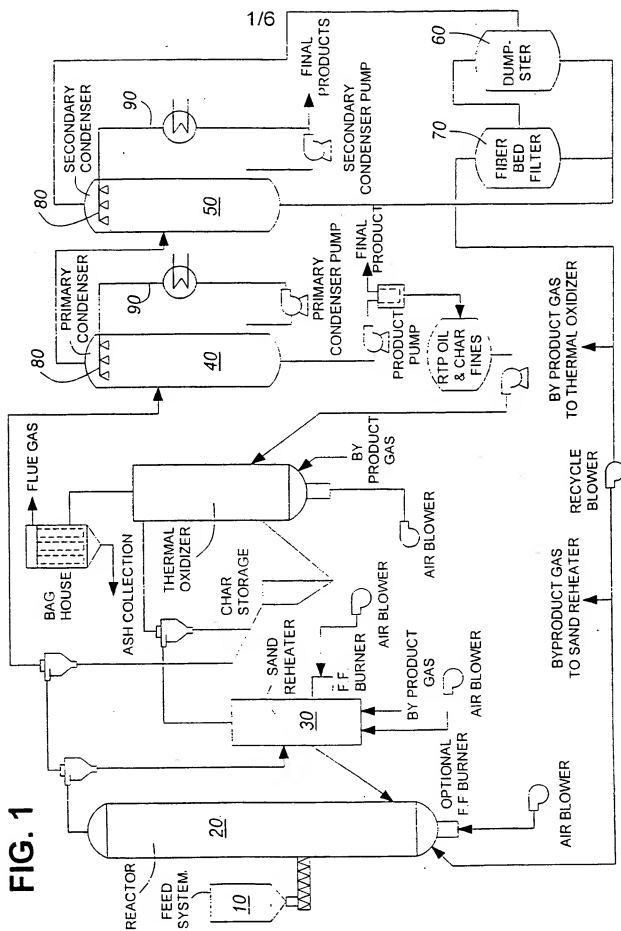 1/6
FIG. 1
FEED
SYSTEM.
10
REACTOR
20
OPTIONAL
F.F BURNER
AIR BLOWER
SAND
REHEATER
30
F.F.
BURNER
AIR BLOWER
BY PRODUCT
GAS
AIR BLOWER
CHAR
STORAGE
BAG
HOUSE
FLUE GAS
ASH COLLECTION
THERMAL
OXIDIZER
BY
PRODUCT
GAS
AIR BLOWER
PRIMARY
CONDENSER
80
40
90
PRIMARY
CONDENSER PUMP
PRODUCT
PUMP
FINAL
PRODUCT
RTP OIL
& CHAR
FINES
SECONDARY
CONDENSER
80
50
90
FINAL
PRODUCTS
SECONDARY
CONDENSER PUMP
60
DUMP-
STER
70
FIBER
BED
FILTER
BY PRODUCT GAS
TO THERMAL OXIDIZER
RECYCLE
BLOWER
BYPRODUCT GAS
TO SAND REHEATER